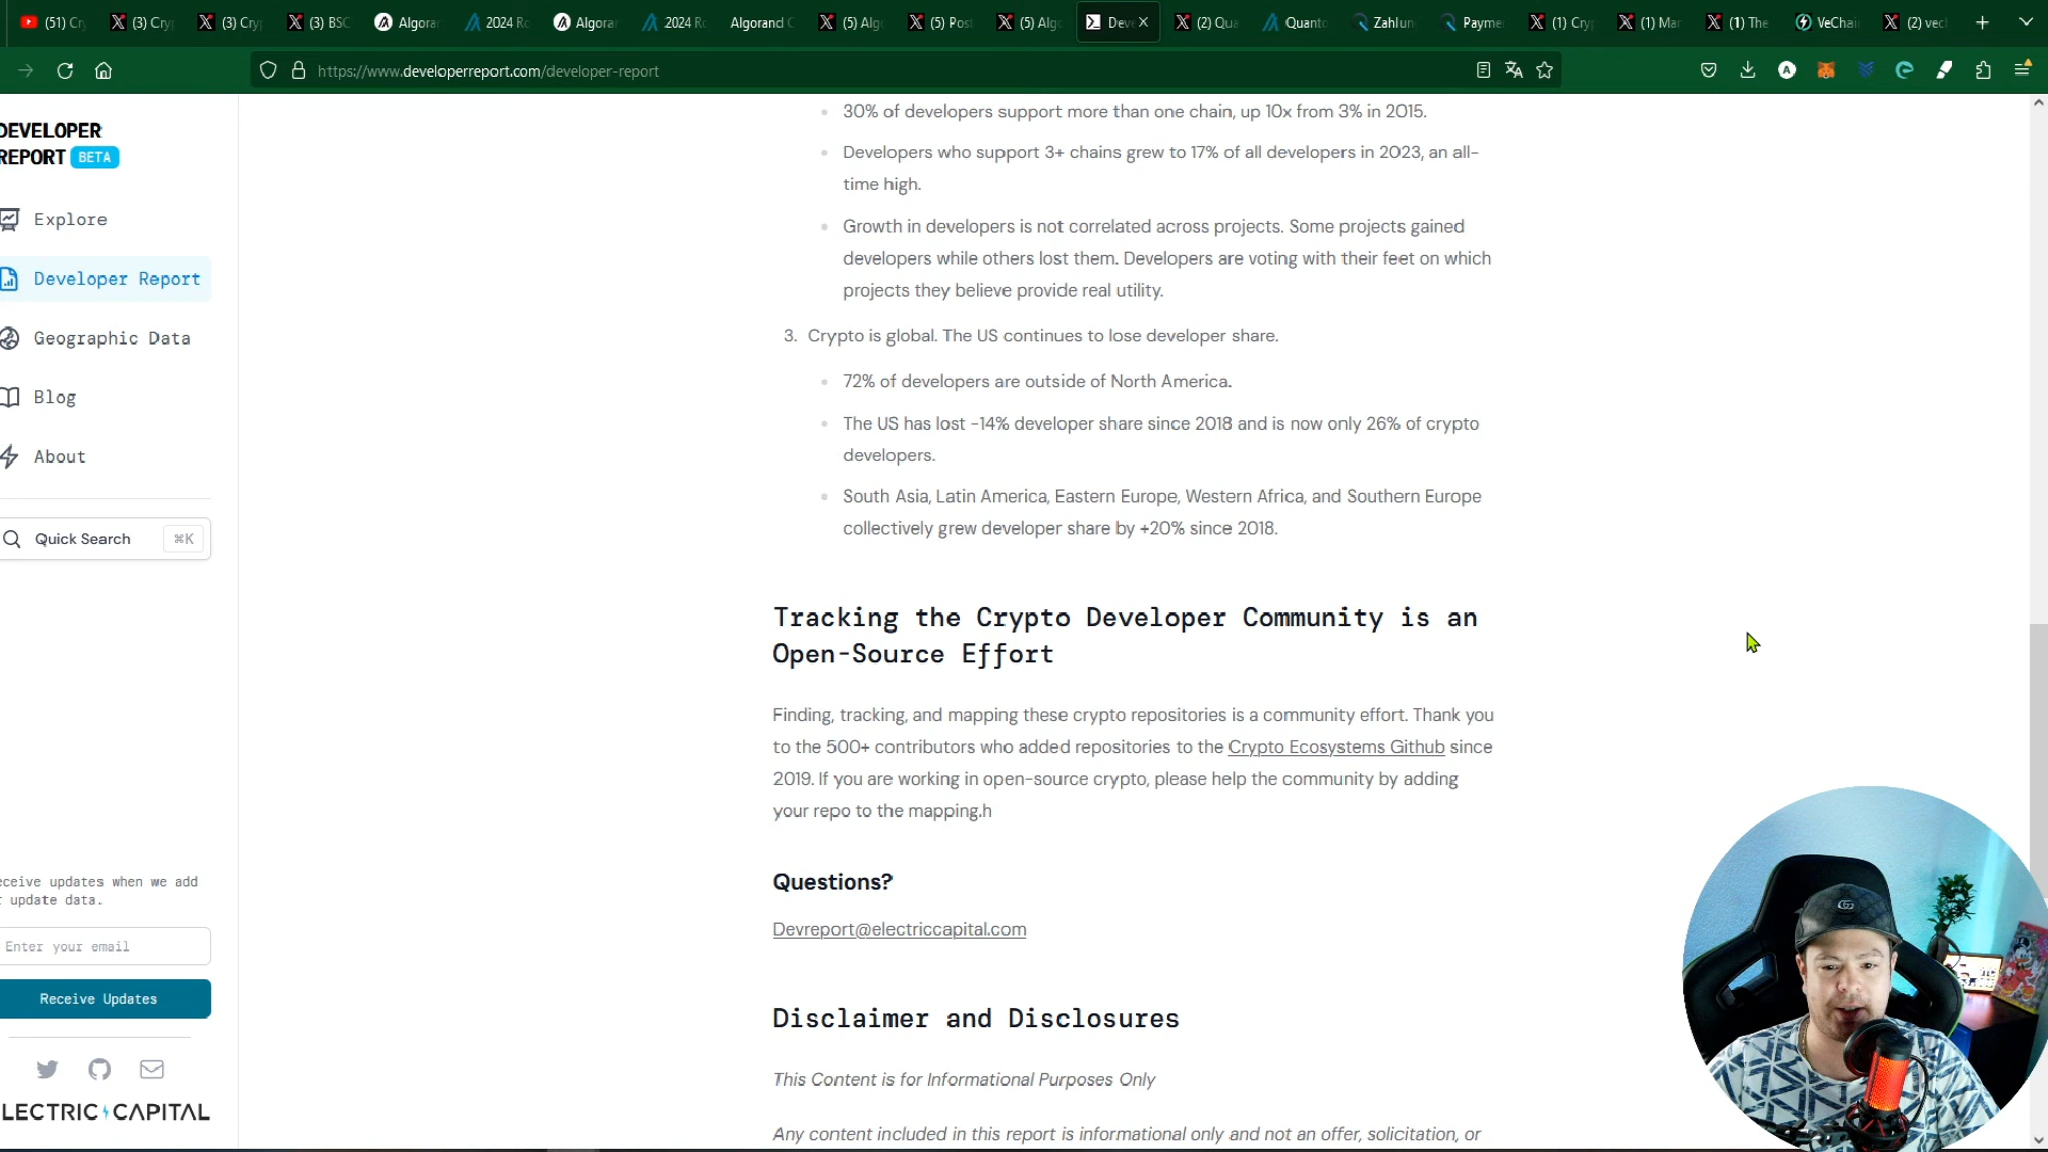 (51) Cry
(3) Cry
(3) Cry
(3) BSC
Algorar
2024 Ro
Algorar
2024 Ro
Algorand C
(5) Alg
(5) Post
(5) Algo
Dev
(2) Qua
Quanto
Zahlun
Payme
(1) Cry
(1) Mar
(1) The
VeChai
(2) vecl
https://www.developerreport.com/developer-report
DEVELOPER
REPORT BETA
Explore
Developer Report
Geographic Data
Blog
About
Quick Search ⌘K
eceive updates when we add
r update data.
Enter your email
Receive Updates
LECTRIC CAPITAL
30% of developers support more than one chain, up 10x from 3% in 2015.
Developers who support 3+ chains grew to 17% of all developers in 2023, an all-
time high.
Growth in developers is not correlated across projects. Some projects gained
developers while others lost them. Developers are voting with their feet on which
projects they believe provide real utility.
3. Crypto is global. The US continues to lose developer share.
72% of developers are outside of North America.
The US has lost -14% developer share since 2018 and is now only 26% of crypto
developers.
South Asia, Latin America, Eastern Europe, Western Africa, and Southern Europe
collectively grew developer share by +20% since 2018.
Tracking the Crypto Developer Community is an
Open-Source Effort
Finding, tracking, and mapping these crypto repositories is a community effort. Thank you
to the 500+ contributors who added repositories to the Crypto Ecosystems Github since
2019. If you are working in open-source crypto, please help the community by adding
your repo to the mapping.h
Questions?
Devreport@electriccapital.com
Disclaimer and Disclosures
This Content is for Informational Purposes Only
Any content included in this report is informational only and not an offer, solicitation, or